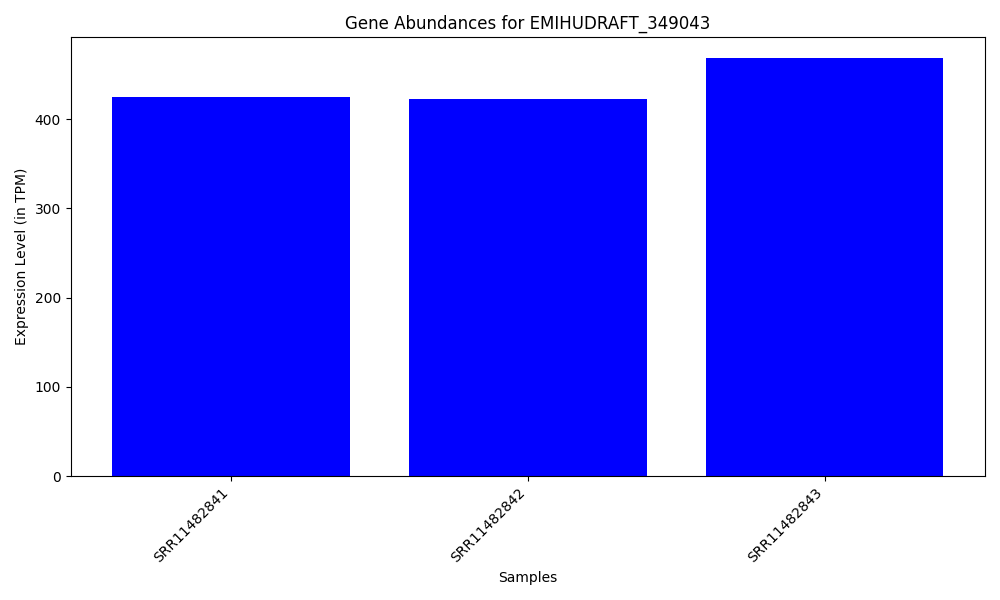 Gene Abundances for EMIHUDRAFT_349043
Expression Level (in TPM)
400
300
200
100
0
SRR11482841
SRR11482842
SRR11482843
Samples